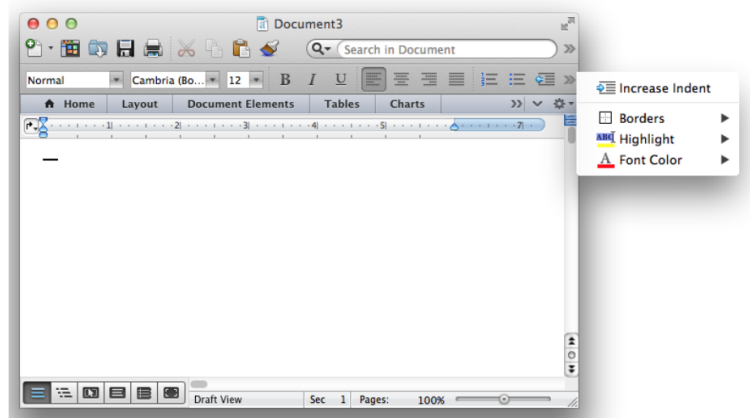 Document3
Search in Document
Normal Cambria (Bo... 12 B I U
Increase Indent
Home Layout Document Elements Tables Charts
Borders
Highlight
Font Color
ABC
A
1 2 3 4 5 7
Draft View Sec 1 Pages: 100%